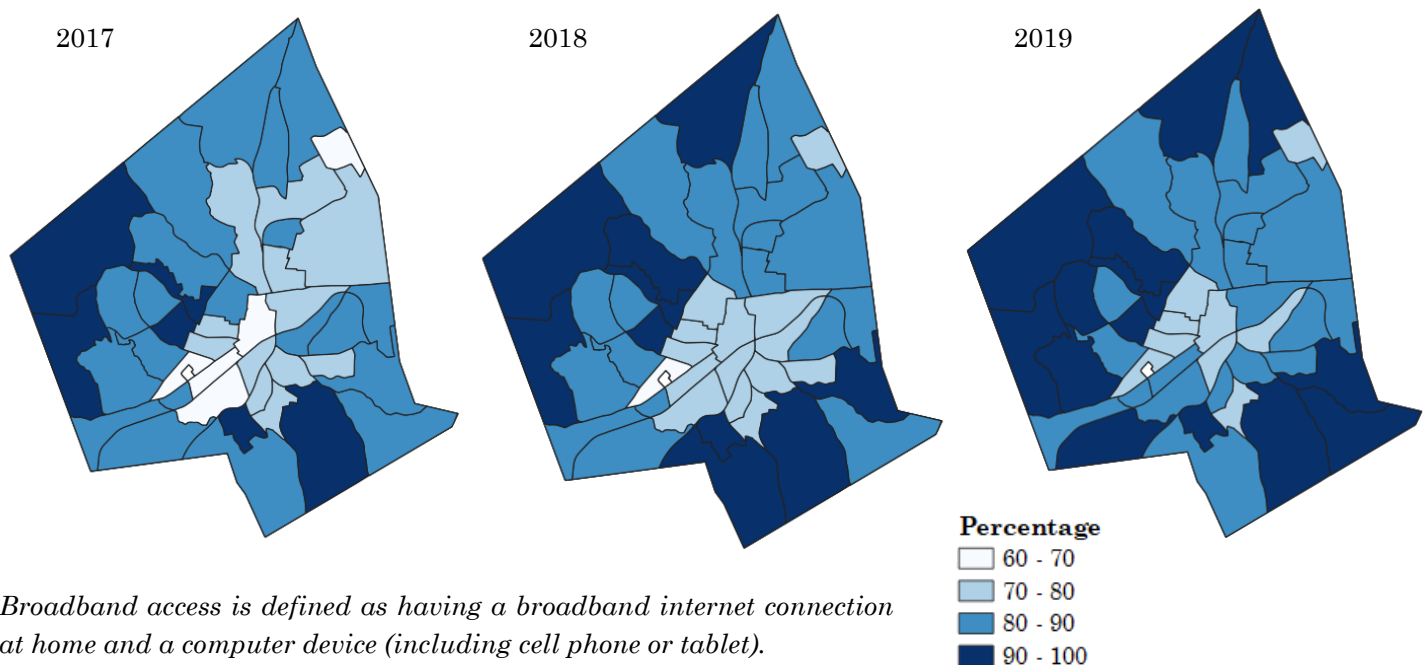 2017
2018
2019
Percentage
60 - 70
70 - 80
80 - 90
90 - 100
Broadband access is defined as having a broadband internet connection
at home and a computer device (including cell phone or tablet).